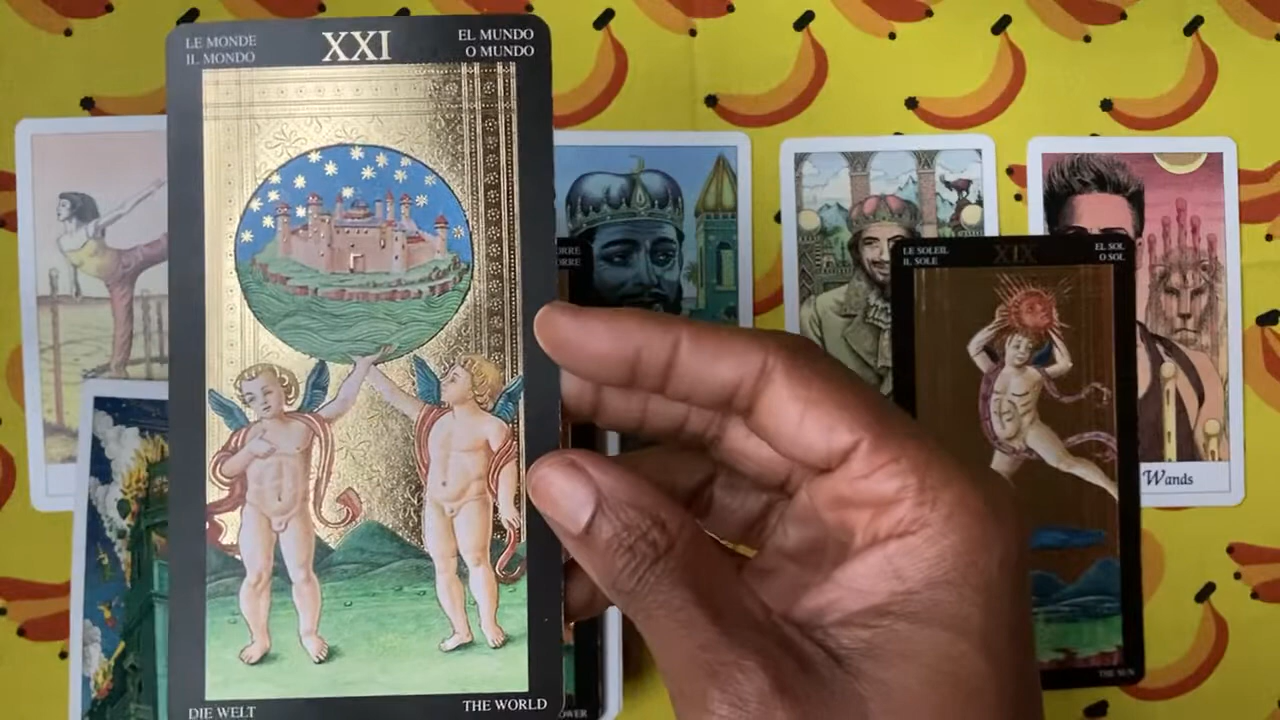 LE MONDE
IL MONDO
XXI
EL MUNDO
O MUNDO
DIE WELT
THE WORLD
LE SOLEIL
IL SOLE
XIX
EL SOL
O SOL
THE SUN
Wands